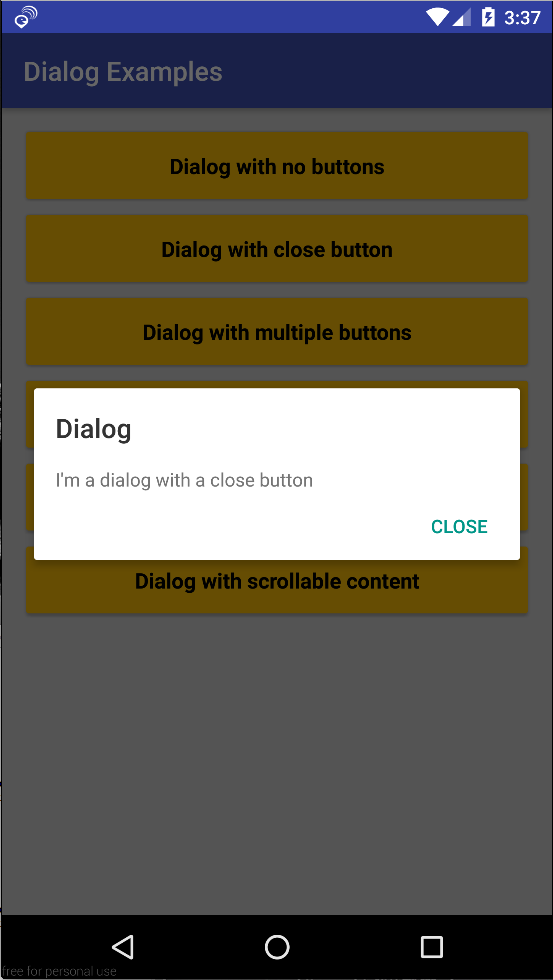 3:37
Dialog Examples
Dialog with no buttons
Dialog with close button
Dialog with multiple buttons
Dialog
I'm a dialog with a close button
CLOSE
Dialog with scrollable content
free for personal use